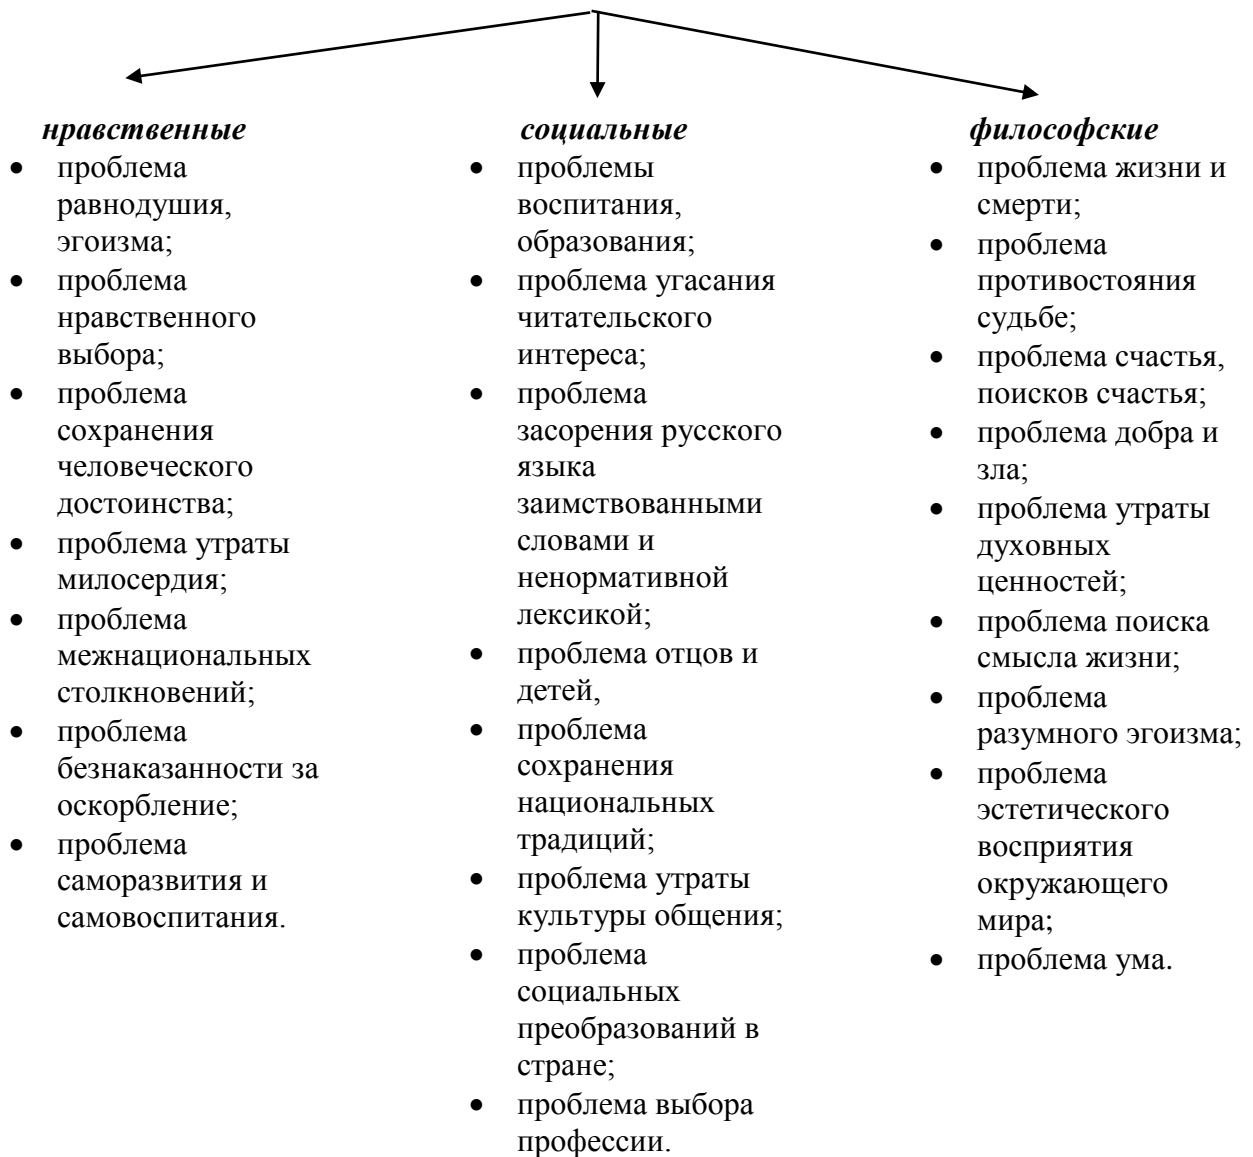 нравственные
• проблема
равнодушия,
эгоизма;
• проблема
нравственного
выбора;
• проблема
сохранения
человеческого
достоинства;
• проблема утраты
милосердия;
• проблема
межнациональных
столкновений;
• проблема
безнаказанности за
оскорбление;
• проблема
саморазвития и
самовоспитания.
социальные
• проблемы
воспитания,
образования;
• проблема угасания
читательского
интереса;
• проблема
засорения русского
языка
заимствованными
словами и
ненормативной
лексикой;
• проблема отцов и
детей,
• проблема
сохранения
национальных
традиций;
• проблема утраты
культуры общения;
• проблема
социальных
преобразований в
стране;
• проблема выбора
профессии.
философские
• проблема жизни и
смерти;
• проблема
противостояния
судьбе;
• проблема счастья,
поисков счастья;
• проблема добра и
зла;
• проблема утраты
духовных
ценностей;
• проблема поиска
смысла жизни;
• проблема
разумного эгоизма;
• проблема
эстетического
восприятия
окружающего
мира;
• проблема ума.